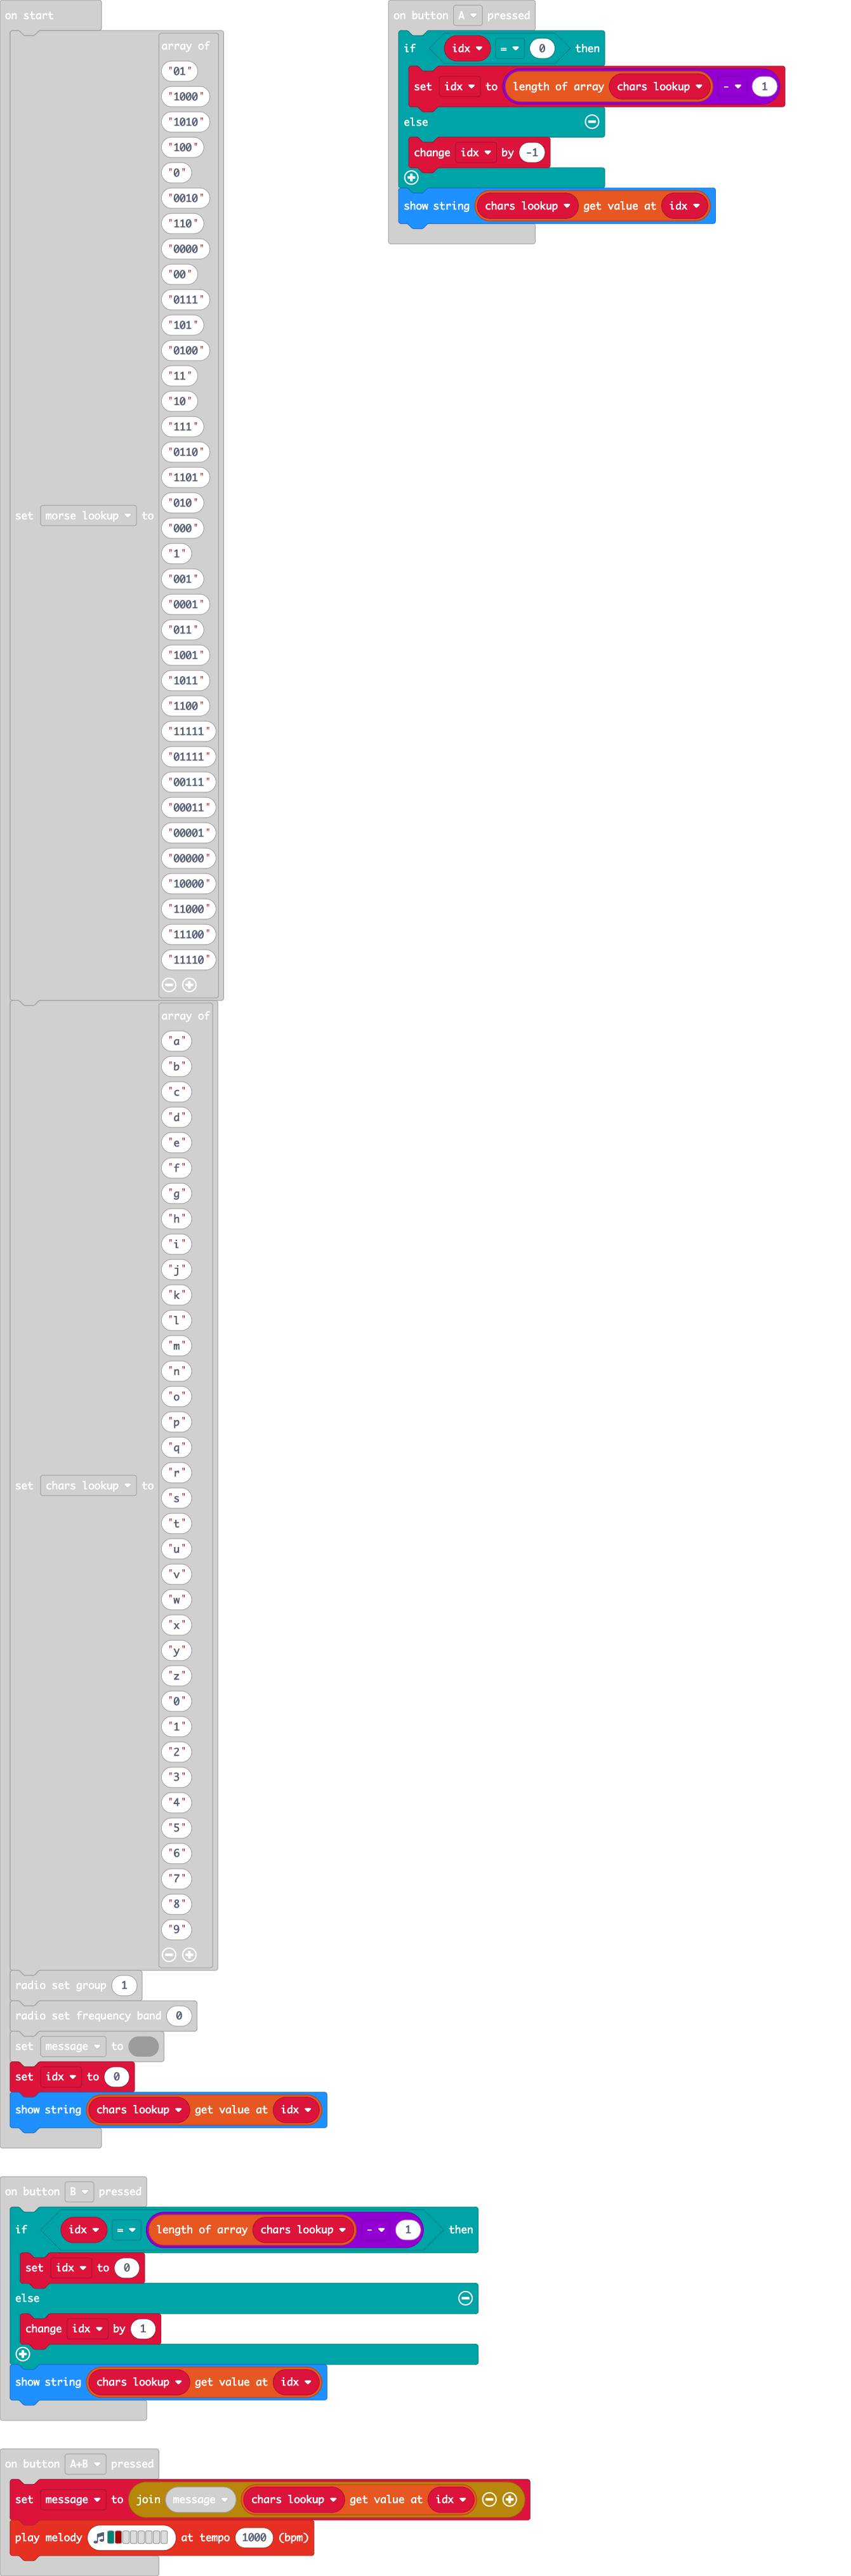 on start
array of
"01"
"1000"
"1010"
"100"
"0"
"0010"
"110"
"0000"
"00"
"0111"
"101"
"0100"
"11"
"10"
"111"
"0110"
"1101"
"010"
set morse lookup to
"000"
"1"
"001"
"0001"
"011"
"1001"
"1011"
"1100"
"11111"
"01111"
"00111"
"00011"
"00001"
"00000"
"10000"
"11000"
"11100"
"11110"
array of
"a"
"b"
"c"
"d"
"e"
"f"
"g"
"h"
"i"
"j"
"k"
"l"
"m"
"n"
"o"
"p"
"q"
"r"
set chars lookup to
"s"
"t"
"u"
"v"
"w"
"x"
"y"
"z"
"0"
"1"
"2"
"3"
"4"
"5"
"6"
"7"
"8"
"9"
radio set group 1
radio set frequency band 0
set message to
set idx to 0
show string chars lookup get value at idx
on button A pressed
if idx = 0 then
set idx to length of array chars lookup - 1
else
change idx by -1
show string chars lookup get value at idx
on button B pressed
if idx = length of array chars lookup - 1 then
set idx to 0
else
change idx by 1
show string chars lookup get value at idx
on button A+B pressed
set message to join message chars lookup get value at idx
play melody at tempo 1000 (bpm)